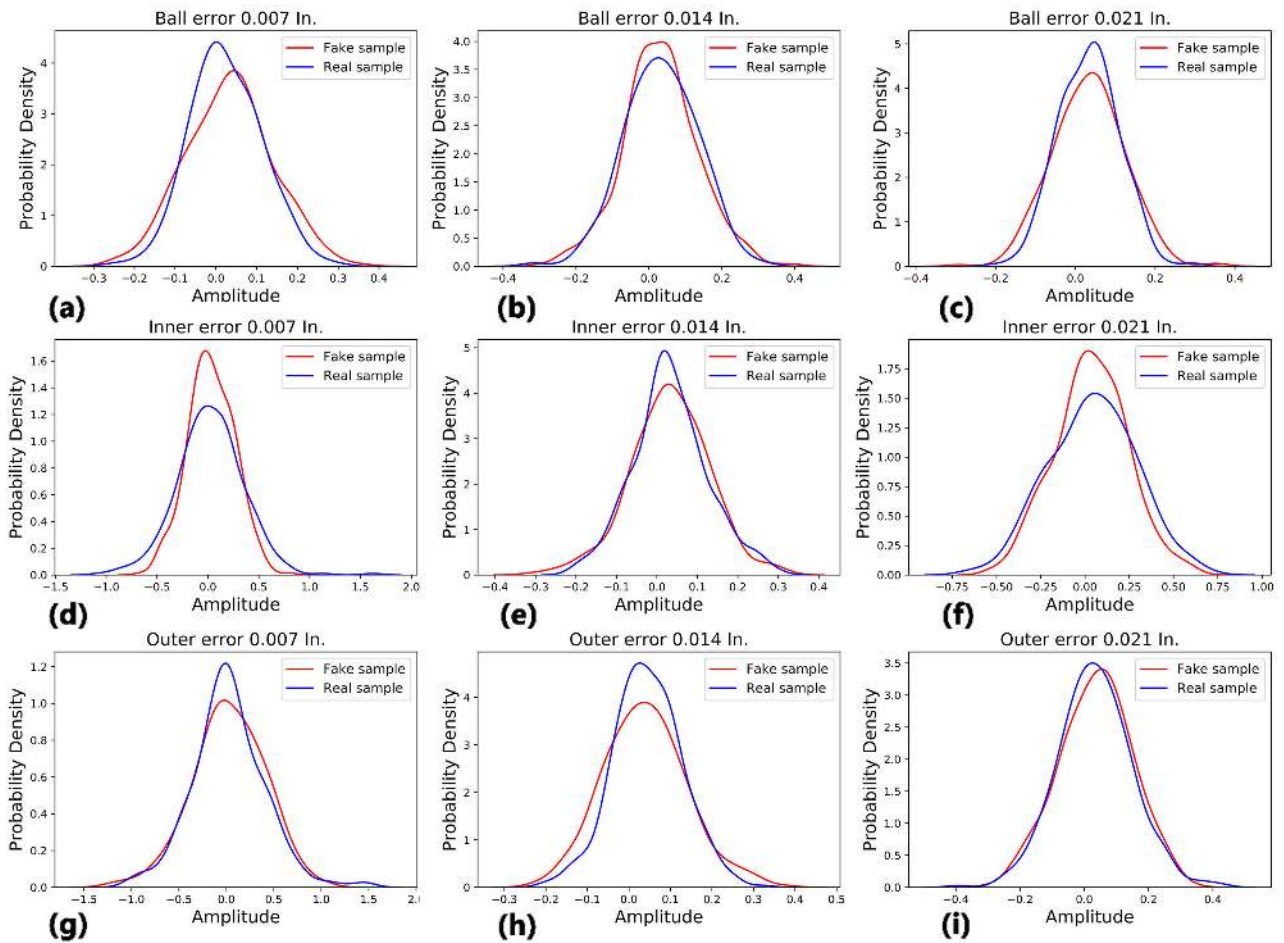 Ball error 0.007 In.
Probability Density
4
3
2
1
0
Fake sample
Real sample
−0.3 −0.2 −0.1 0.0 0.1 0.2 0.3 0.4
Amplitude
(a)
Ball error 0.014 In.
Probability Density
4.0
3.5
3.0
2.5
2.0
1.5
1.0
0.5
0.0
Fake sample
Real sample
−0.4 −0.2 0.0 0.2 0.4
Amplitude
(b)
Ball error 0.021 In.
Probability Density
5
4
3
2
1
0
Fake sample
Real sample
−0.4 −0.2 0.0 0.2 0.4
Amplitude
(c)
Inner error 0.007 In.
Probability Density
1.6
1.4
1.2
1.0
0.8
0.6
0.4
0.2
0.0
Fake sample
Real sample
−1.5 −1.0 −0.5 0.0 0.5 1.0 1.5 2.0
Amplitude
(d)
Inner error 0.014 In.
Probability Density
5
4
3
2
1
0
Fake sample
Real sample
−0.4 −0.3 −0.2 −0.1 0.0 0.1 0.2 0.3 0.4
Amplitude
(e)
Inner error 0.021 In.
Probability Density
1.75
1.50
1.25
1.00
0.75
0.50
0.25
0.00
Fake sample
Real sample
−0.75 −0.50 −0.25 0.00 0.25 0.50 0.75 1.00
Amplitude
(f)
Outer error 0.007 In.
Probability Density
1.2
1.0
0.8
0.6
0.4
0.2
0.0
Fake sample
Real sample
−1.5 −1.0 −0.5 0.0 0.5 1.0 1.5 2.0
Amplitude
(g)
Outer error 0.014 In.
Probability Density
4
3
2
1
0
Fake sample
Real sample
−0.3 −0.2 −0.1 0.0 0.1 0.2 0.3 0.4 0.5
Amplitude
(h)
Outer error 0.021 In.
Probability Density
3.5
3.0
2.5
2.0
1.5
1.0
0.5
0.0
Fake sample
Real sample
−0.4 −0.2 0.0 0.2 0.4
Amplitude
(i)